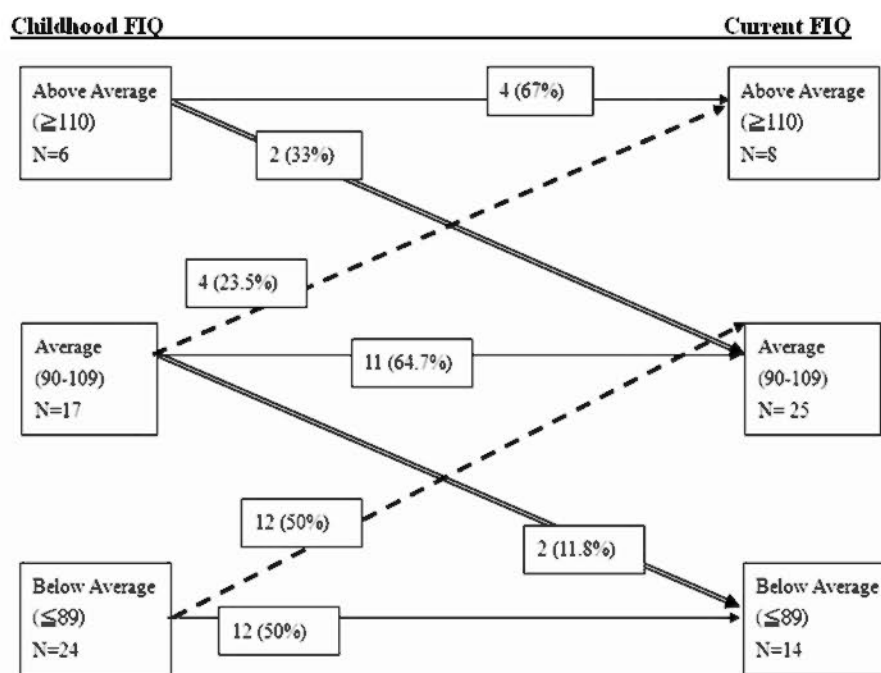 Childhood FIQ Current FIQ
Above Average
(≧110)
N=6
4 (67%)
2 (33%)
Above Average
(≧110)
N=8
4 (23.5%)
Average
(90-109)
N=17
11 (64.7%)
Average
(90-109)
N= 25
12 (50%)
2 (11.8%)
Below Average
(≦89)
N=24
12 (50%)
Below Average
(≦89)
N=14